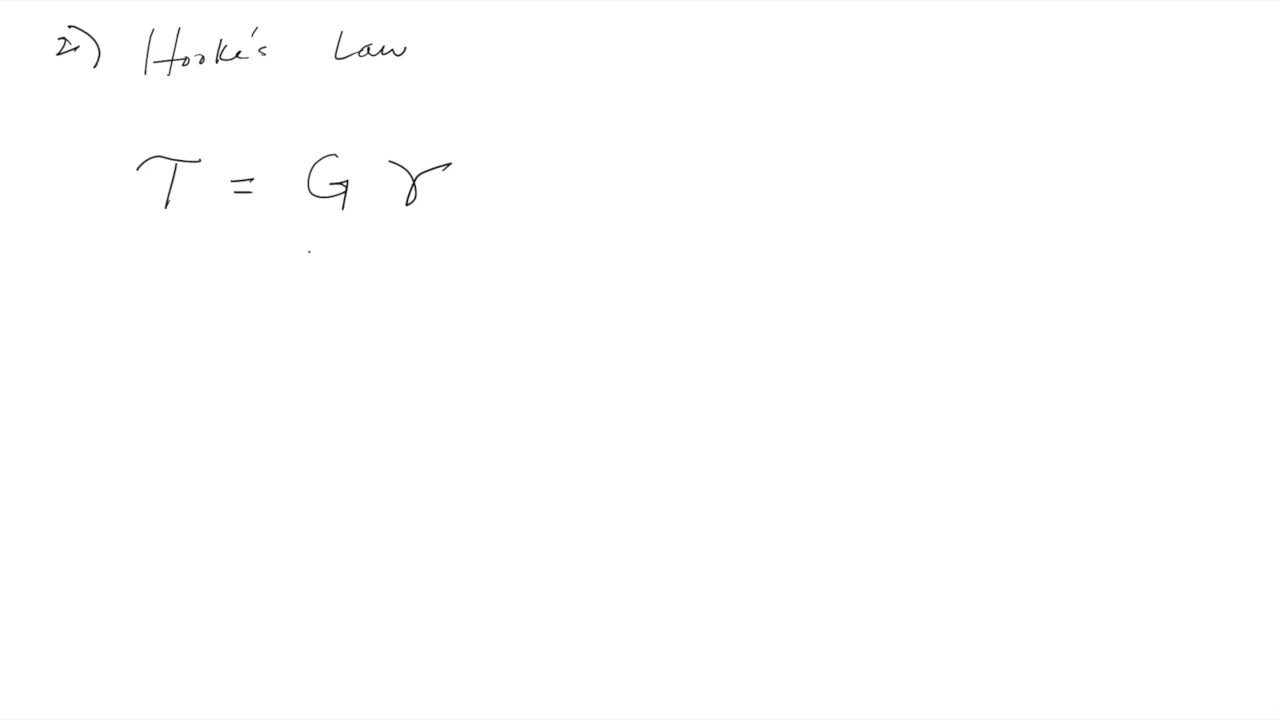 2) Hooke's Law
τ = G γ